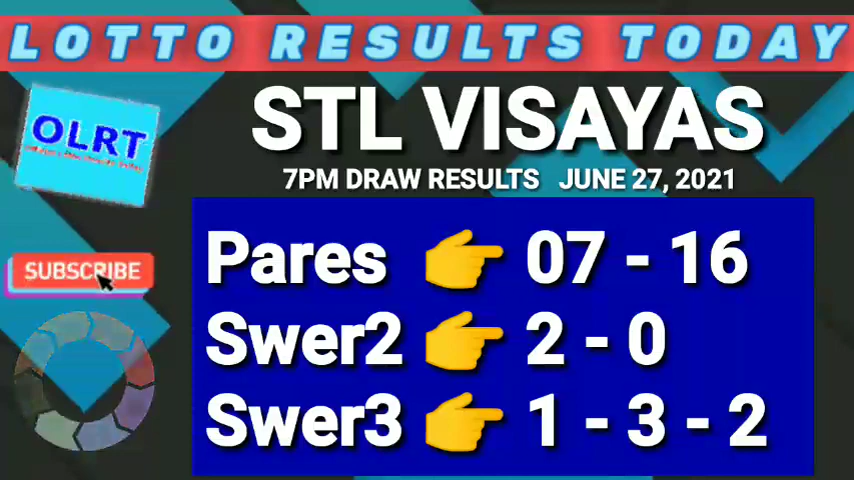 LOTTO RESULTS TODAY
OLRT
STL VISAYAS
7PM DRAW RESULTS JUNE 27, 2021
SUBSCRIBE
Pares 👉 07 - 16
Swer2 👉 2 - 0
Swer3 👉 1 - 3 - 2